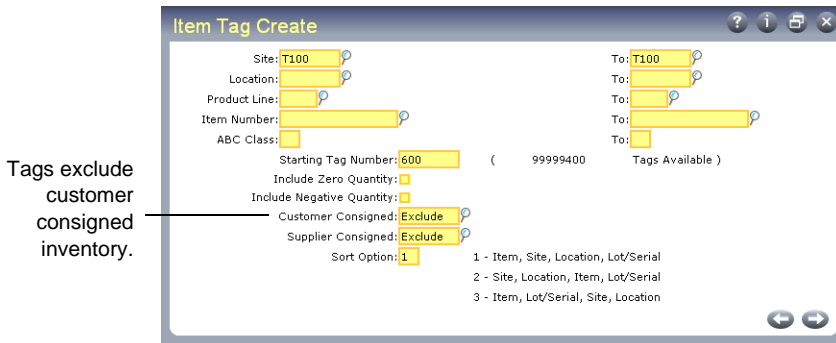 Item Tag Create
Site: T100 To: T100
Location: To:
Product Line: To:
Item Number: To:
ABC Class: To:
Starting Tag Number: 600 ( 99999400 Tags Available )
Include Zero Quantity:
Include Negative Quantity:
Customer Consigned: Exclude
Supplier Consigned: Exclude
Sort Option: 1 1 - Item, Site, Location, Lot/Serial
2 - Site, Location, Item, Lot/Serial
3 - Item, Lot/Serial, Site, Location
Tags exclude
customer
consigned
inventory.